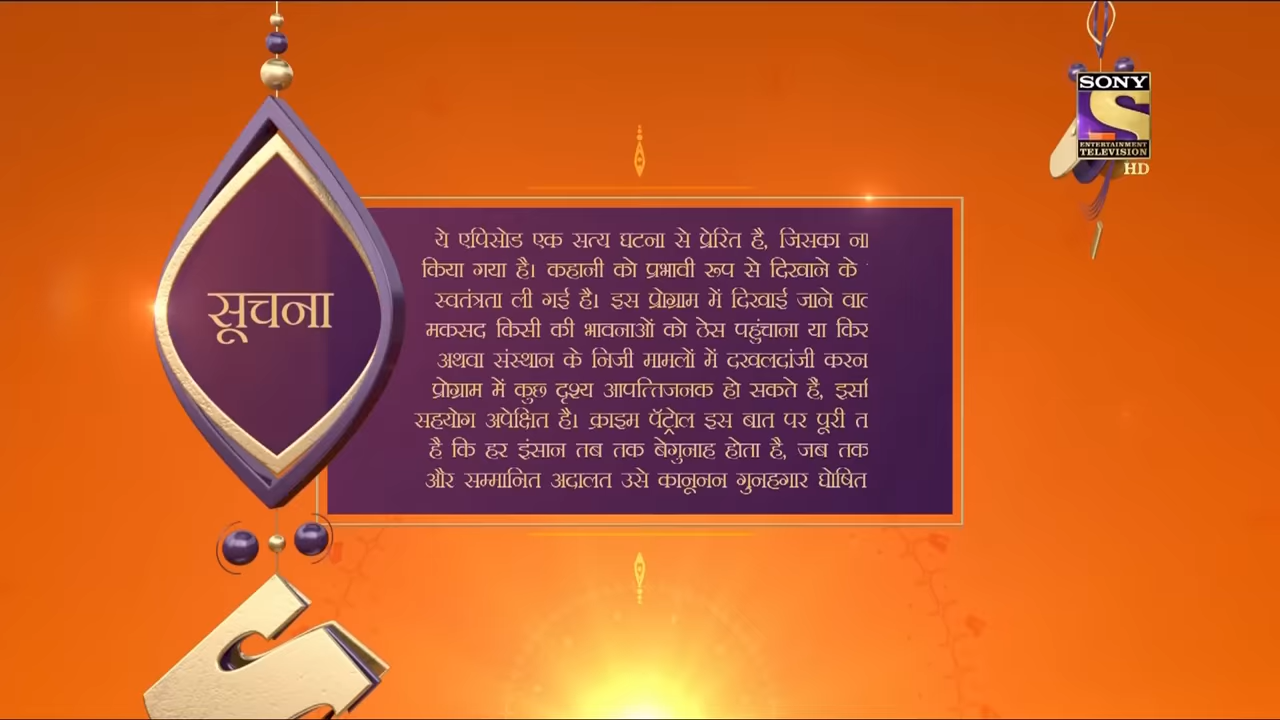 सूचना
ये एपिसोड एक सत्य घटना से प्रेरित है, जिसका ना
किया गया है। कहानी को प्रभावी रूप से दिखाने के
स्वतंत्रता ली गई है। इस प्रोग्राम में दिखाई जाने
मकसद किसी की भावनाओं को ठेस पहुंचाना या
अथवा संस्थान के निजी मामलों में दखलदांजी करन
प्रोग्राम में कुछ दृश्य आपत्तिजनक हो सकते हैं,
सहयोग अपेक्षित है। क्राइम पॅट्रोल इस बात पर पूरी त
है कि हर इंसान तब तक बेगुनाह होता है, जब तक
और सम्मानित अदालत उसे कानूनन गुनहगार घोषित
SONY
ENTERTAINMENT
TELEVISION
HD